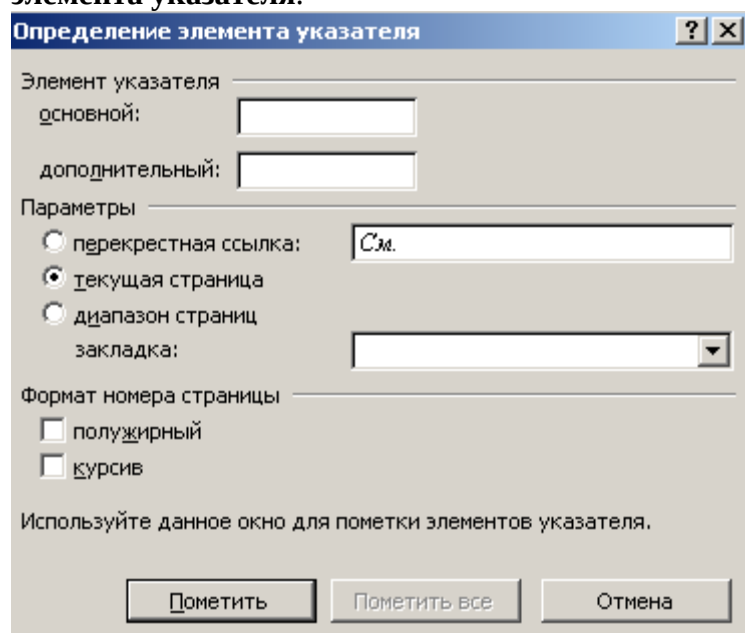 элемента указателя.
Определение элемента указателя
Элемент указателя
основной:
дополнительный:
Параметры
перекрестная ссылка: См.
текущая страница
диапазон страниц
закладка:
Формат номера страницы
полужирный
курсив
Используйте данное окно для пометки элементов указателя.
Пометить Пометить все Отмена